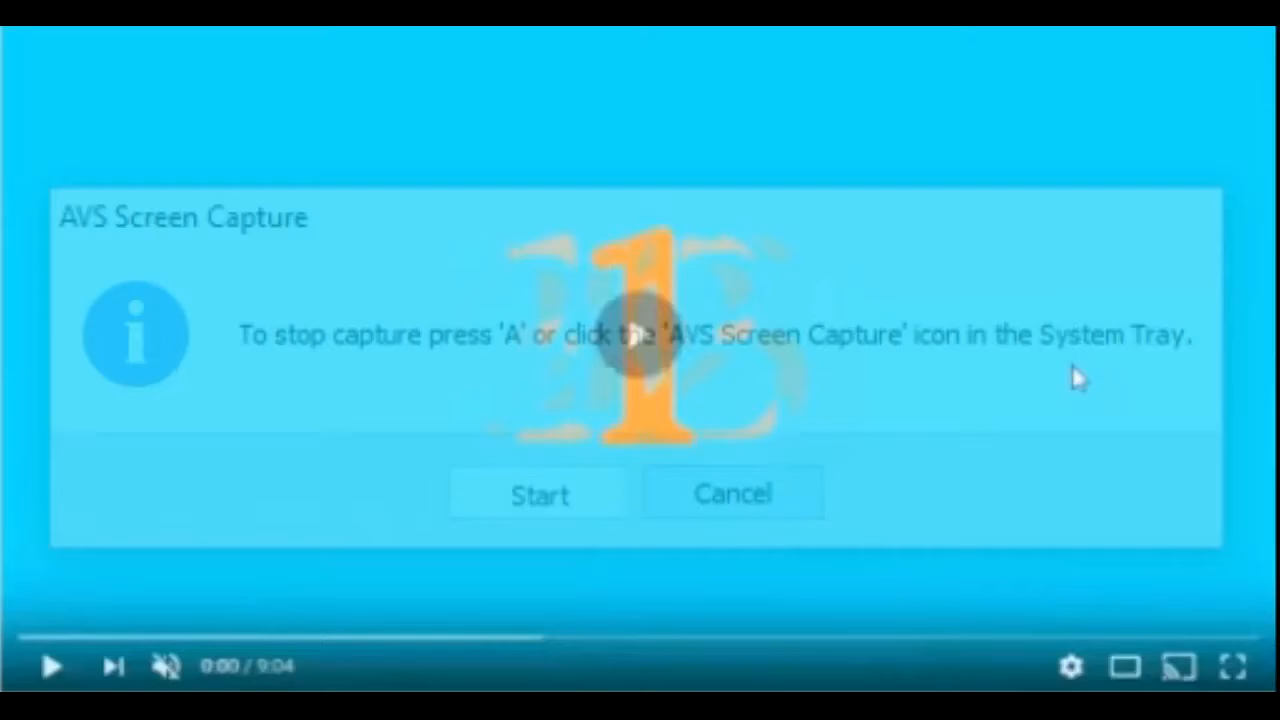 AVS Screen Capture
1
To stop capture press 'A' or click the 'AVS Screen Capture' icon in the System Tray.
Start
Cancel
0:00 / 9:04